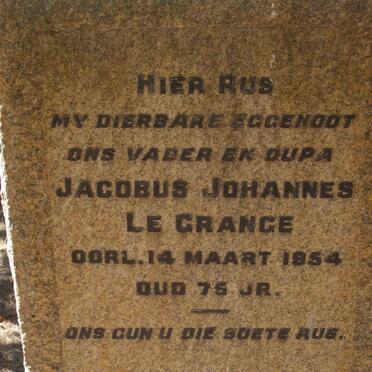 HIER RUS
MY DIERBARE EGGENOOT
ONS VADER EN OUPA
JACOBUS JOHANNES
LE GRANGE
OORL. 14 MAART 1954
OUD 75 JR.
ONS GUN U DIE SOETE RUS.